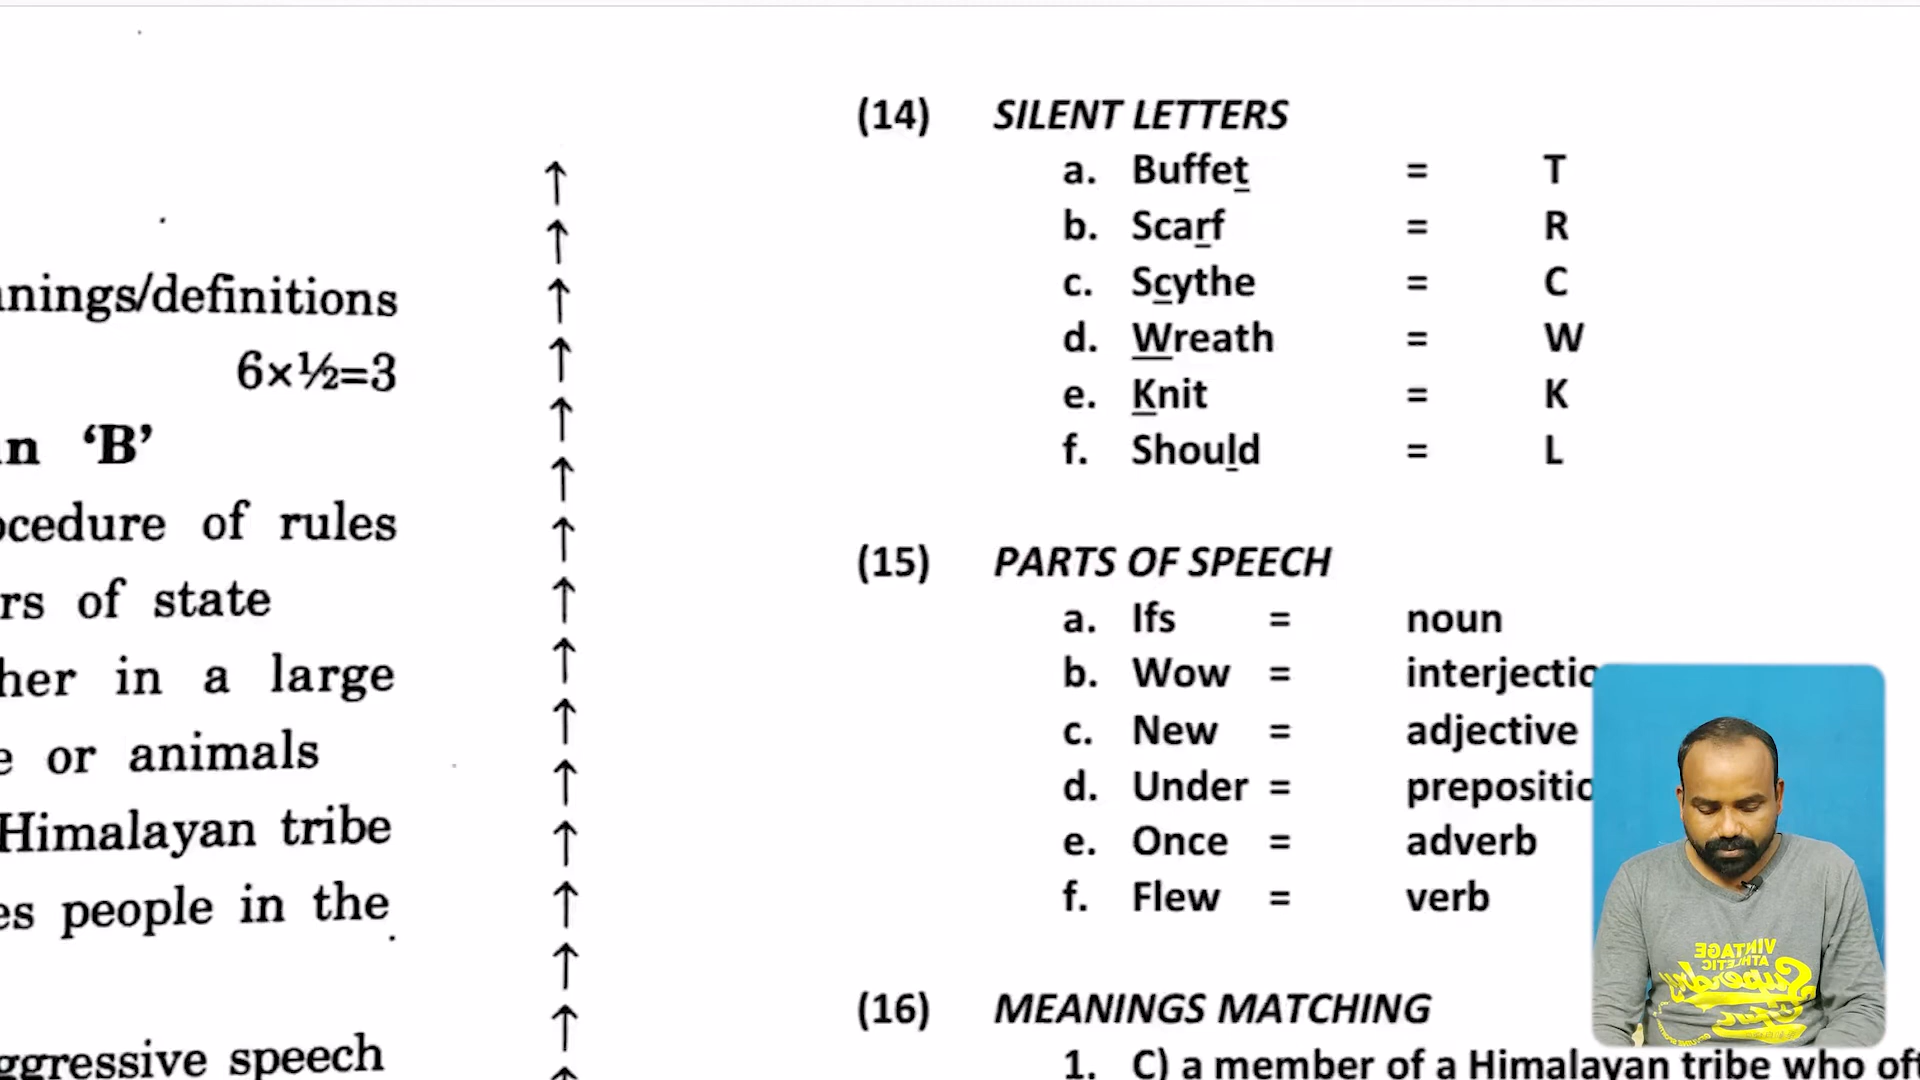 nings/definitions
6×½=3
n ‘B’
ocedure of rules
rs of state
her in a large
e or animals
Himalayan tribe
es people in the
ggressive speech
(14) SILENT LETTERS
a. Buffet = T
b. Scarf = R
c. Scythe = C
d. Wreath = W
e. Knit = K
f. Should = L
(15) PARTS OF SPEECH
a. Ifs = noun
b. Wow = interjectio
c. New = adjective
d. Under = prepositio
e. Once = adverb
f. Flew = verb
(16) MEANINGS MATCHING
1. C) a member of a Himalayan tribe who oft
VINTAGE
ATHLETIC
Superdry